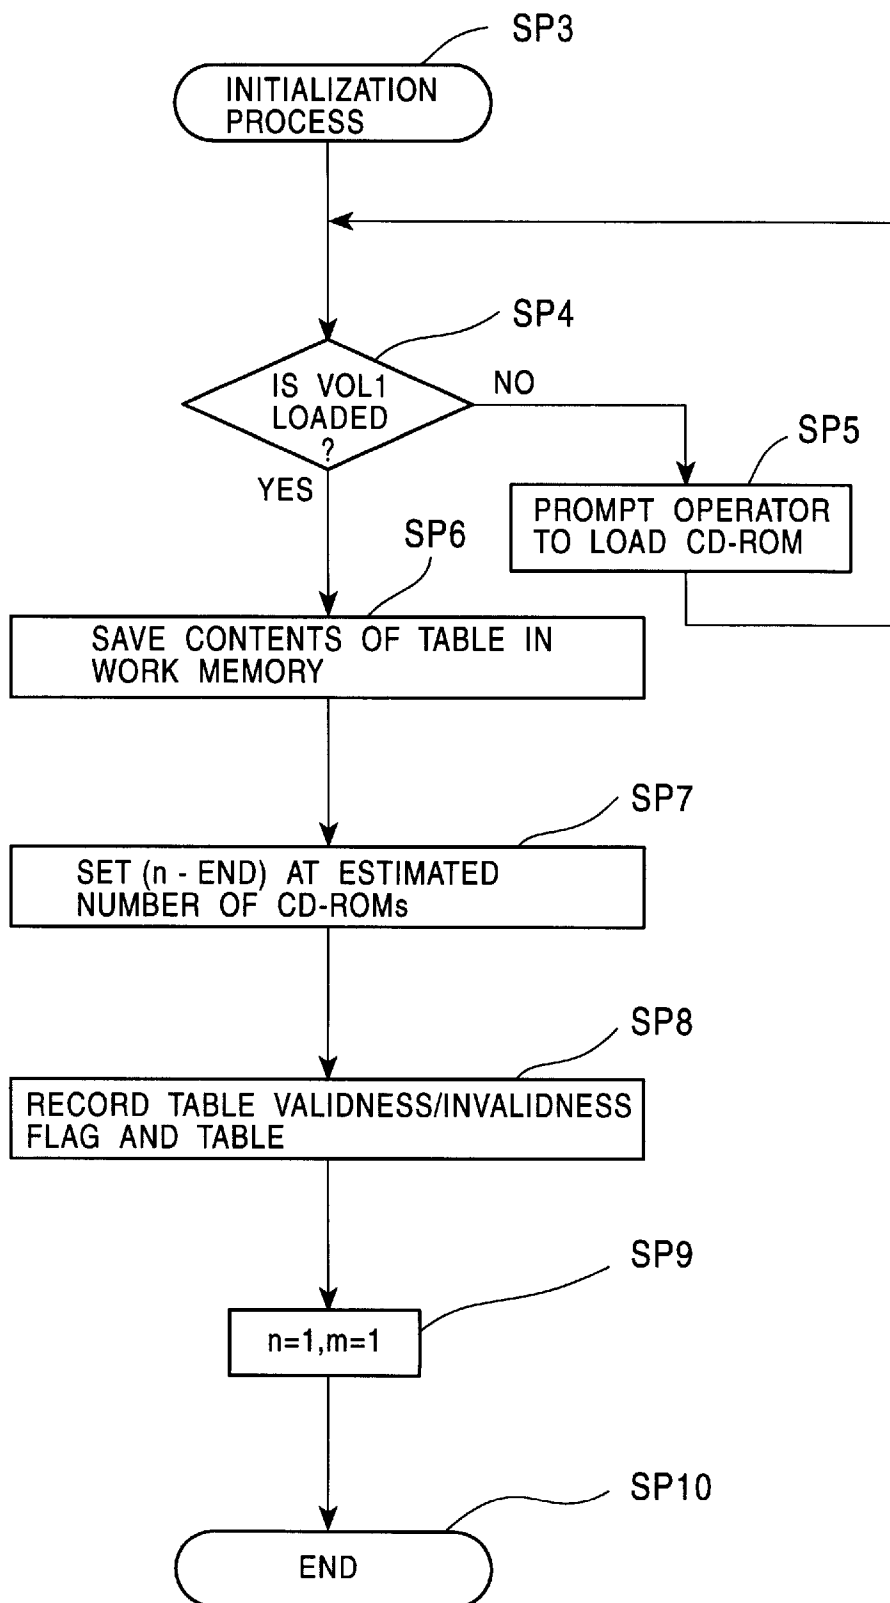 SP3
INITIALIZATION
PROCESS
SP4
IS VOL1
LOADED
?
NO
YES
SP5
PROMPT OPERATOR
TO LOAD CD-ROM
SP6
SAVE CONTENTS OF TABLE IN
WORK MEMORY
SP7
SET (n - END) AT ESTIMATED
NUMBER OF CD-ROMs
SP8
RECORD TABLE VALIDNESS/INVALIDNESS
FLAG AND TABLE
SP9
n=1,m=1
SP10
END